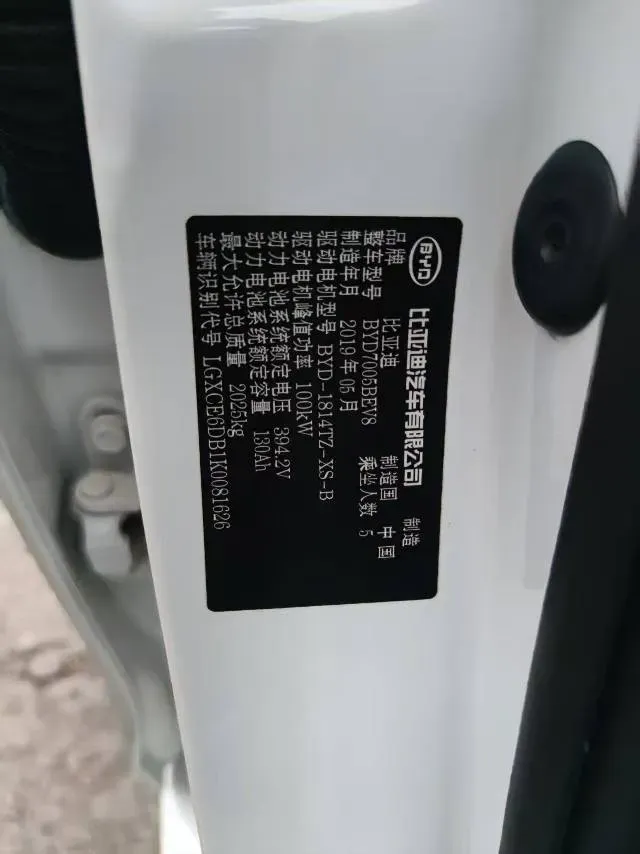 BYD 比亚迪汽车有限公司 制造
品牌 比亚迪 制造国 中国
整车型号 BYD7005BEV8 乘坐人数 5
制造年月 2019年05月
驱动电机型号 BYD-1814TZ-XS-B
驱动电机峰值功率 100kW
动力电池系统额定电压 394.2V
动力电池系统额定容量 130Ah
最大允许总质量 2025kg
车辆识别代号 LGXCE6DB1K0081626